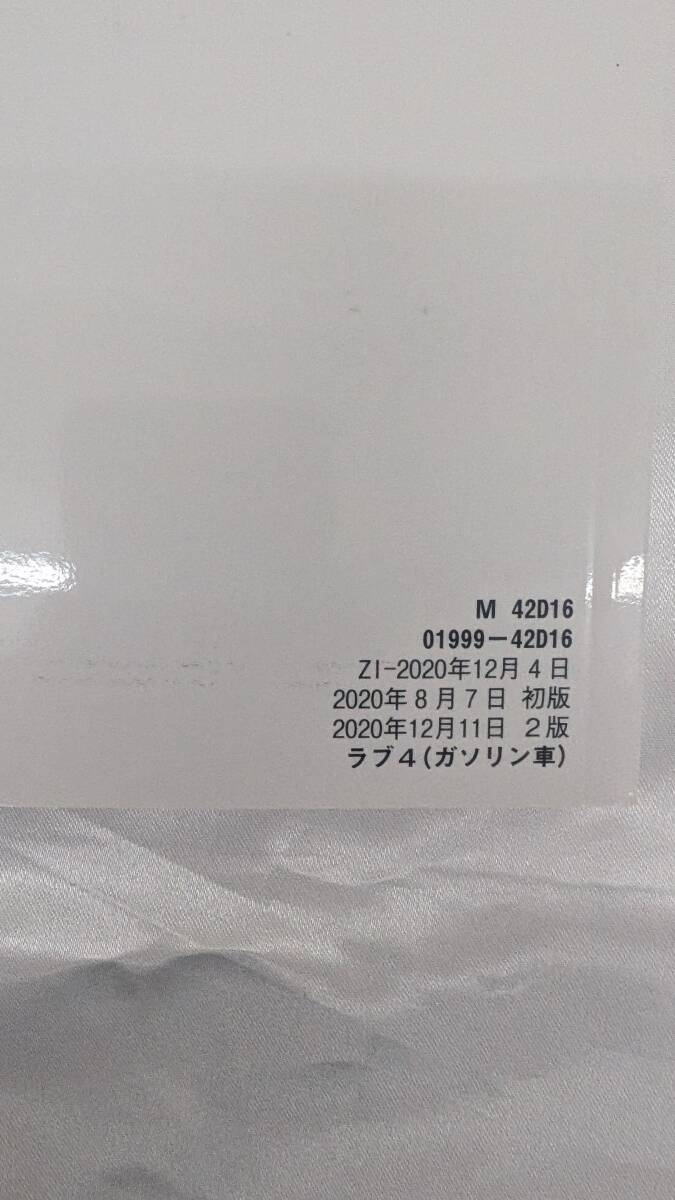 M 42D16
01999-42D16
ZI-2020年12月4日
2020年8月7日 初版
2020年12月11日 2版
ラブ4(ガソリン車)